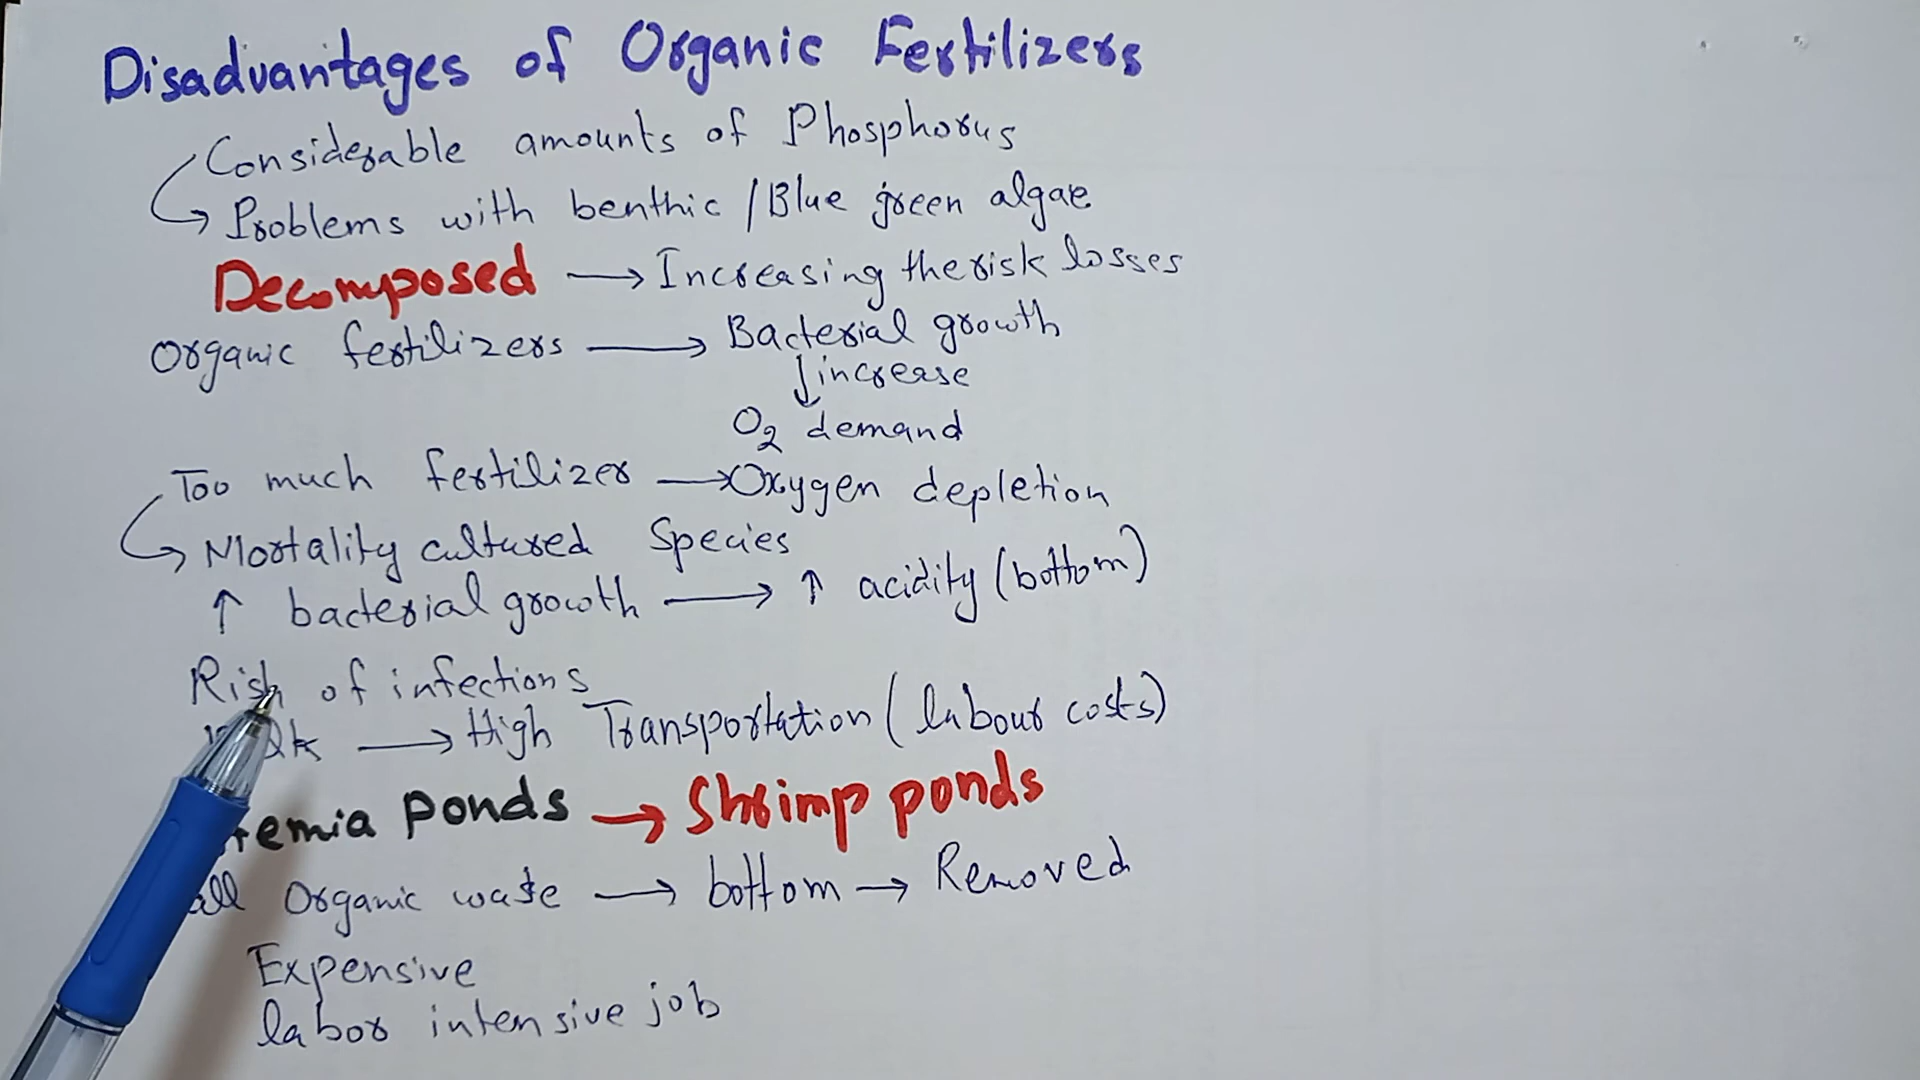 Disadvantages of Organic Fertilizers
Considerable amounts of Phosphorus
Problems with benthic / Blue green algae
Decomposed → Increasing the risk losses
Organic fertilizers → Bacterial growth
↓ increase
O₂ demand
Too much fertilizer → Oxygen depletion
Mortality cultured Species
↑ bacterial growth → ↑ acidity (bottom)
Risk of infections
→ High Transportation (labour costs)
Ponds → Shrimp ponds
all Organic waste → bottom → Removed
Expensive
labor intensive job